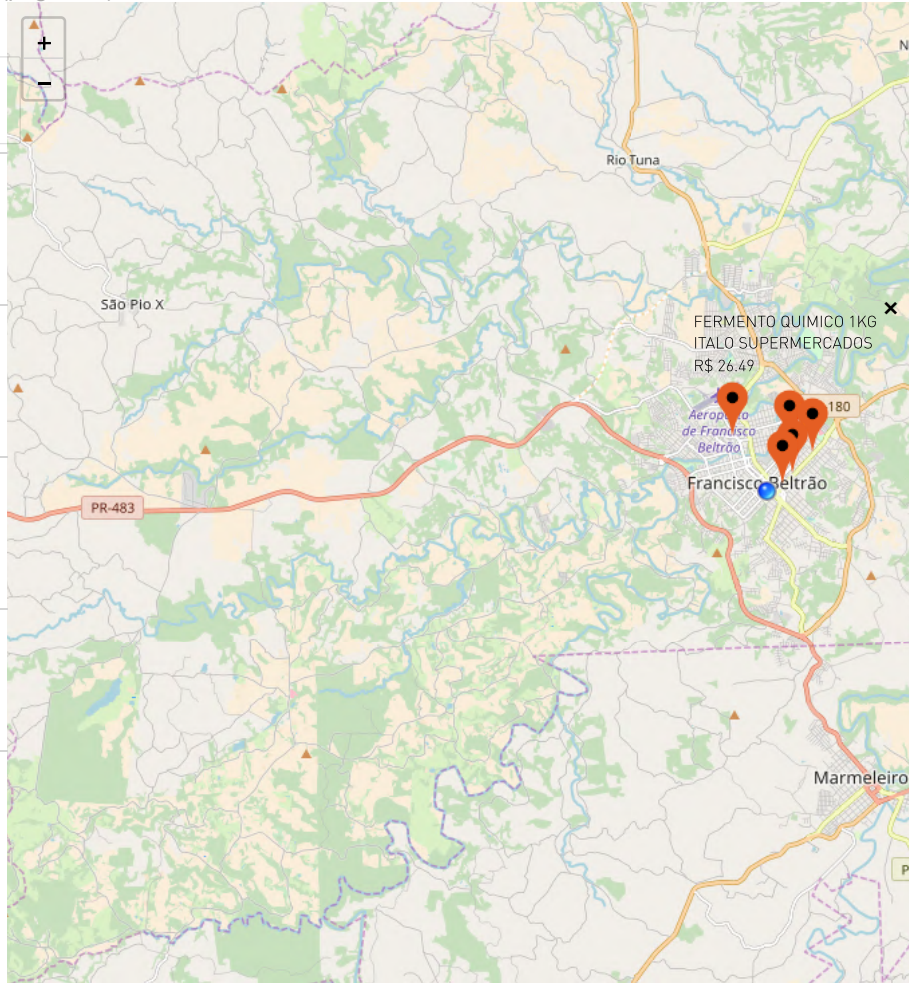 +
−
N
Rio Tuna
São Pio X
×
FERMENTO QUIMICO 1KG
ITALO SUPERMERCADOS
R$ 26.49
180
de Francisco
Beltrão
Francisco Beltrão
PR-483
Marmeleiro
P